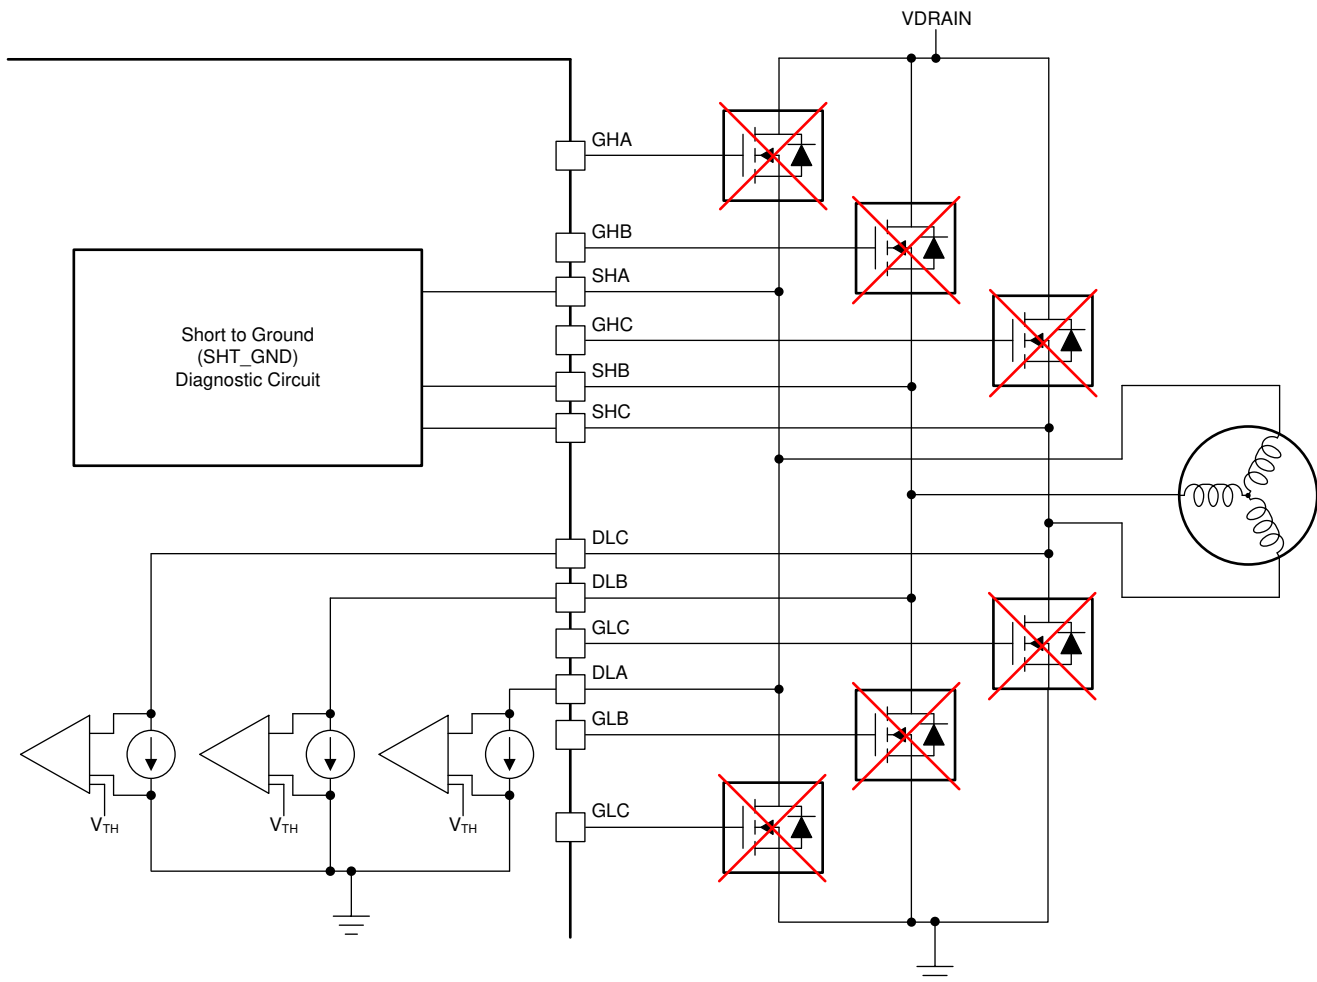 VDRAIN
GHA
GHB
SHA
GHC
SHB
SHC
Short to Ground
(SHT_GND)
Diagnostic Circuit
DLC
DLB
GLC
DLA
GLB
GLC
VTH
VTH
VTH